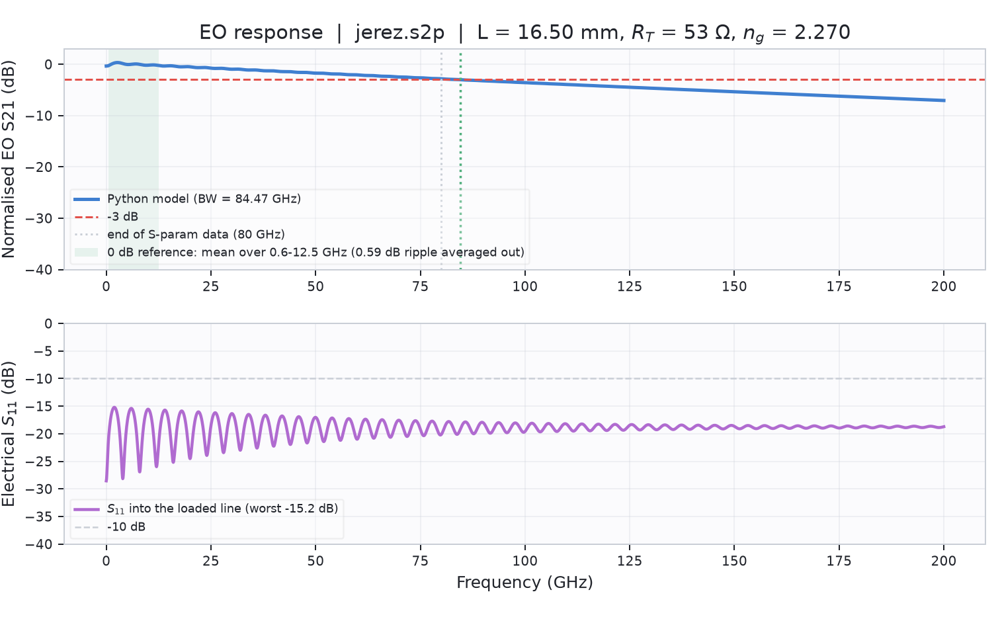 EO response | jerez.s2p | L = 16.50 mm, R_T = 53 Ω, n_g = 2.270
Normalised EO S21 (dB)
0
−10
−20
−30
−40
Python model (BW = 84.47 GHz)
-3 dB
end of S-param data (80 GHz)
0 dB reference: mean over 0.6-12.5 GHz (0.59 dB ripple averaged out)
0 25 50 75 100 125 150 175 200
Electrical S₁₁ (dB)
0
−5
−10
−15
−20
−25
−30
−35
−40
S₁₁ into the loaded line (worst -15.2 dB)
-10 dB
0 25 50 75 100 125 150 175 200
Frequency (GHz)